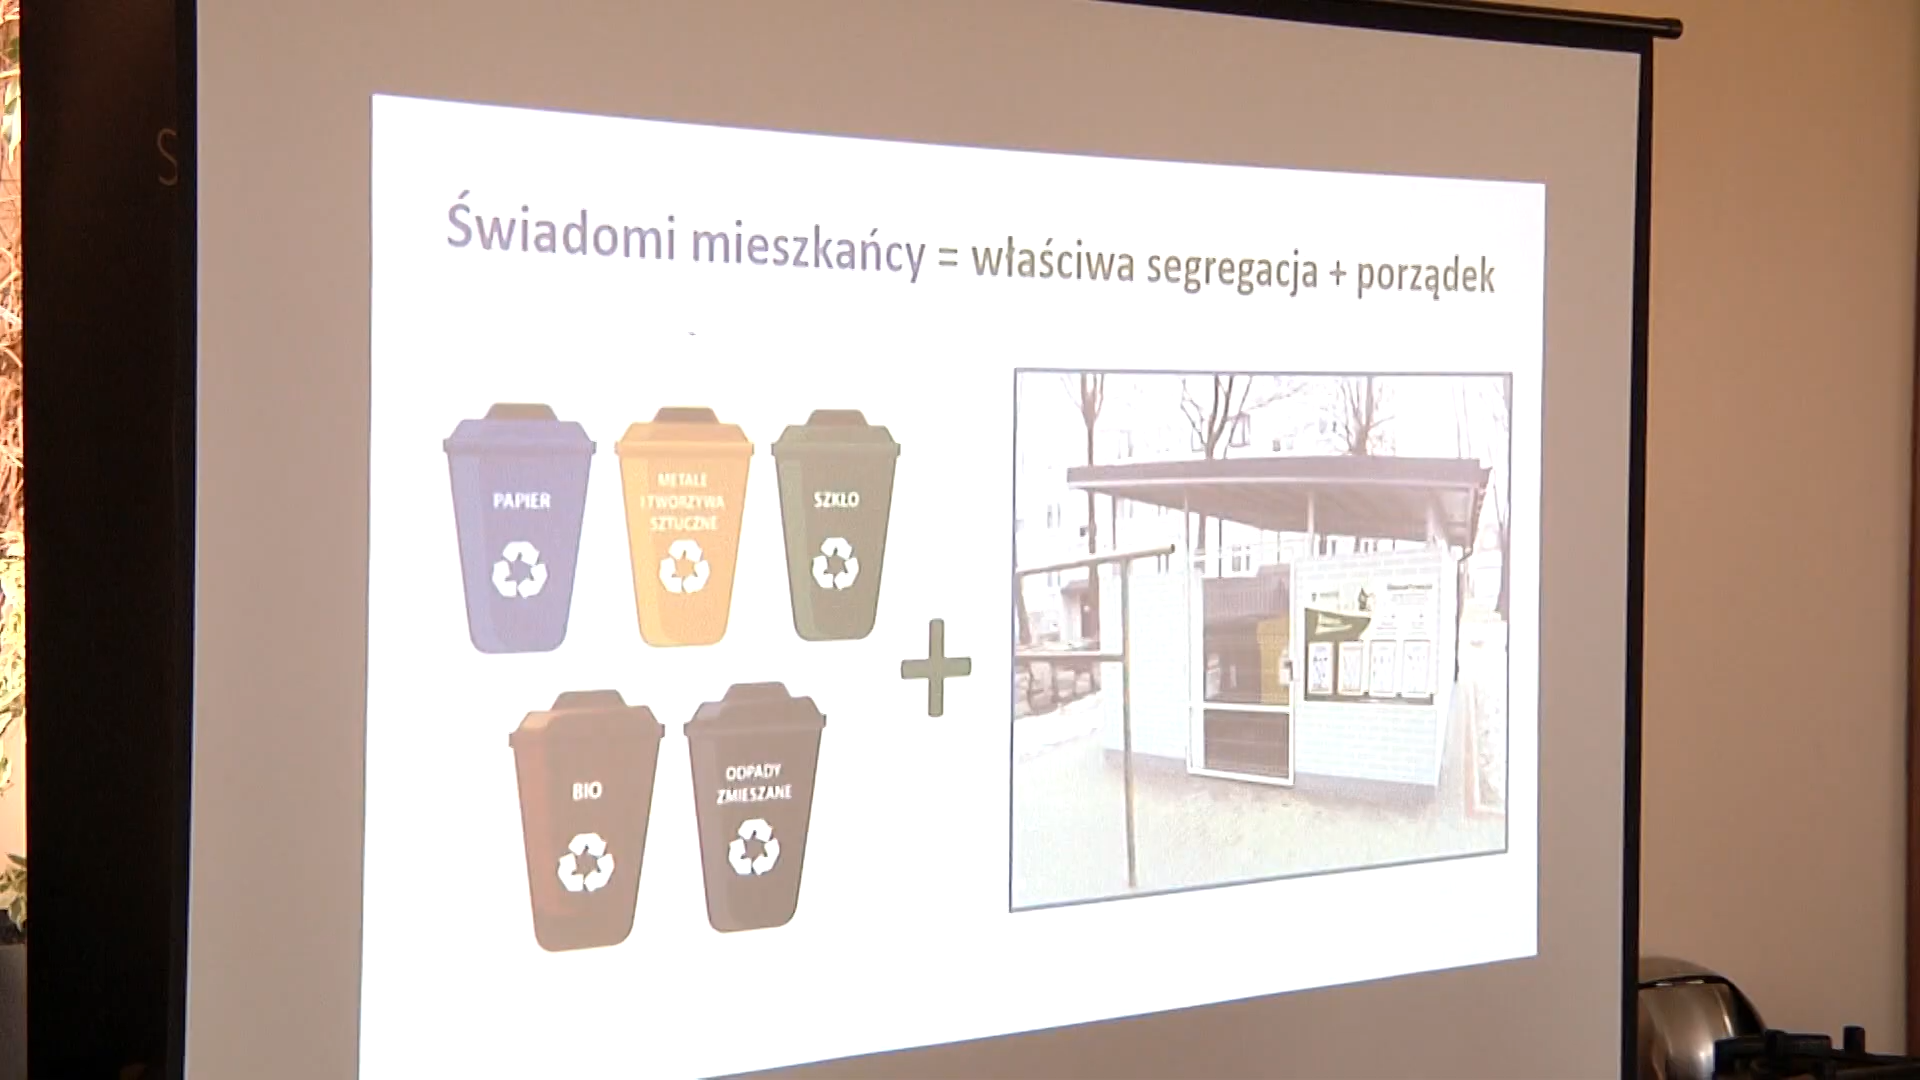 Świadomi mieszkańcy = właściwa segregacja + porządek
PAPIER
METALE
I TWORZYWA
SZTUCZNE
SZKŁO
+
BIO
ODPADY
ZMIESZANE
S